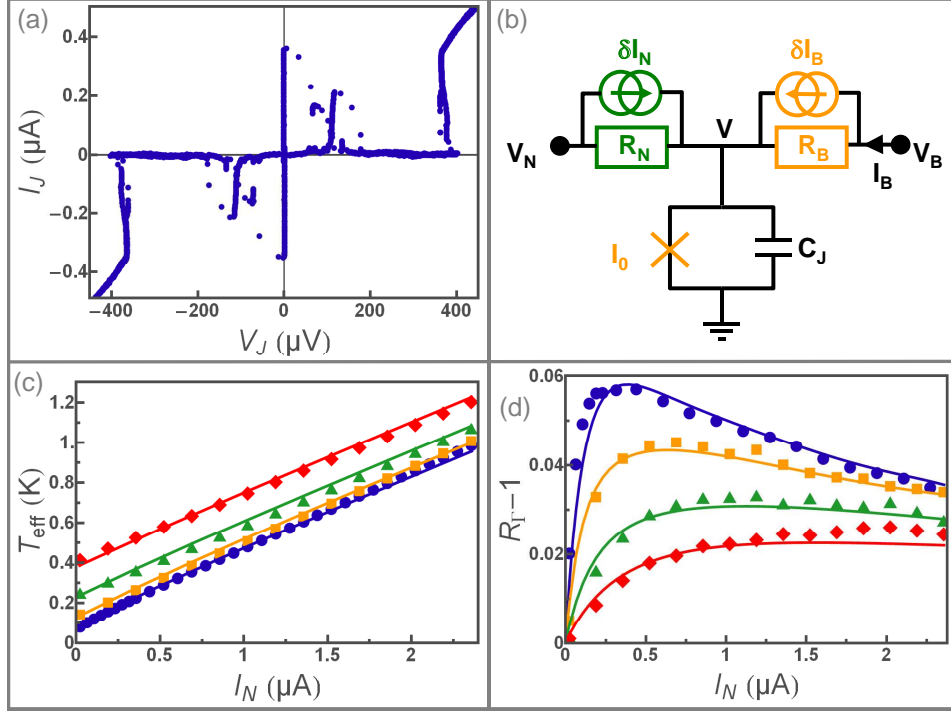 (a)
0.4
0.2
0
−0.2
−0.4
I_J (μA)
−400 −200 0 200 400
V_J (μV)
(b)
δI_N δI_B
V_N R_N V R_B V_B
I_B
I_0 C_J
(c)
1.2
1.0
0.8
0.6
0.4
0.2
0
T_eff (K)
0 0.5 1 1.5 2
I_N (μA)
(d)
0.06
0.04
0.02
0
R_Γ−1
0 0.5 1 1.5 2
I_N (μA)